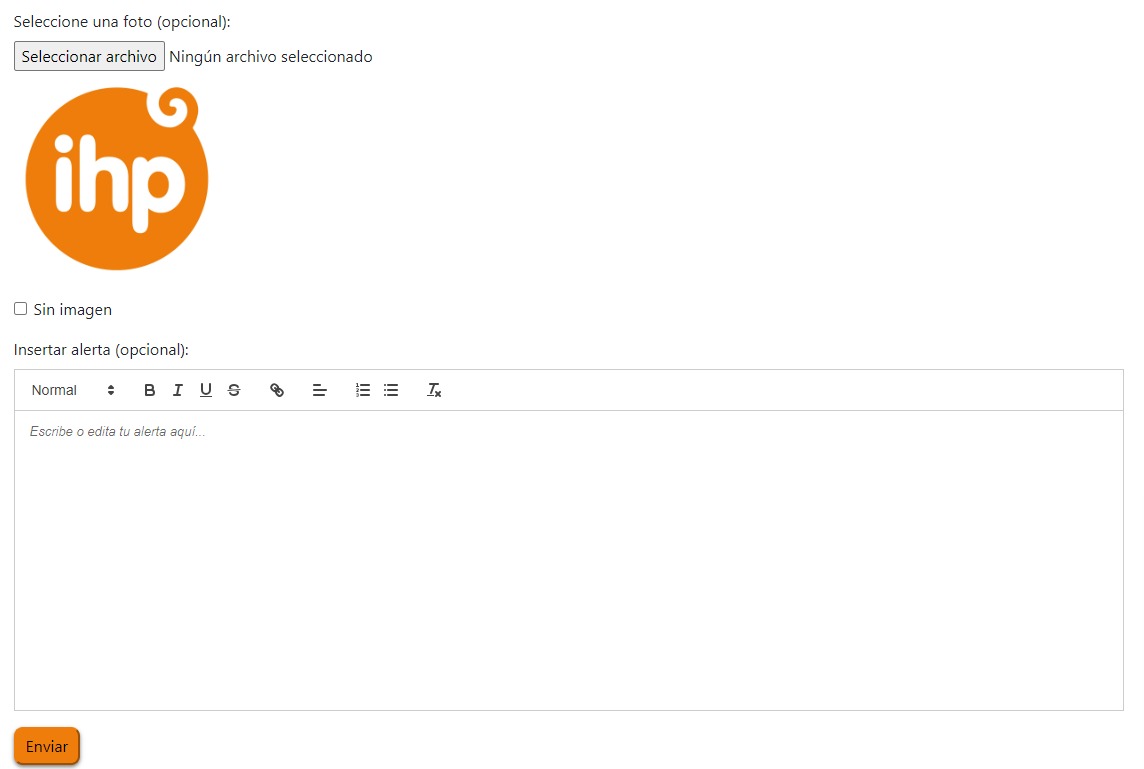 Seleccione una foto (opcional):
Seleccionar archivo Ningún archivo seleccionado
ihp
Sin imagen
Insertar alerta (opcional):
Normal B I U S
Escribe o edita tu alerta aquí...
Enviar